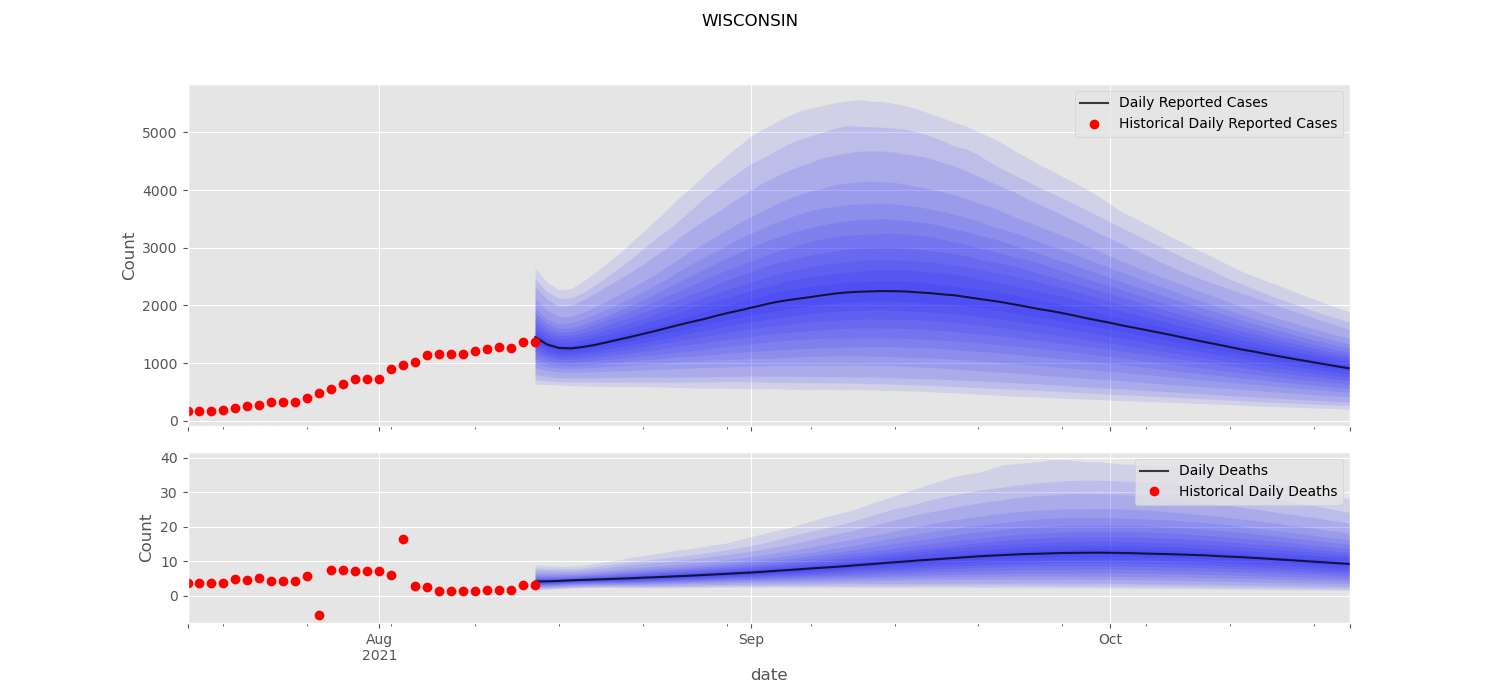 WISCONSIN
Daily Reported Cases
Historical Daily Reported Cases
Count
5000
4000
3000
2000
1000
0
Daily Deaths
Historical Daily Deaths
Count
40
30
20
10
0
Aug
2021
Sep
Oct
date